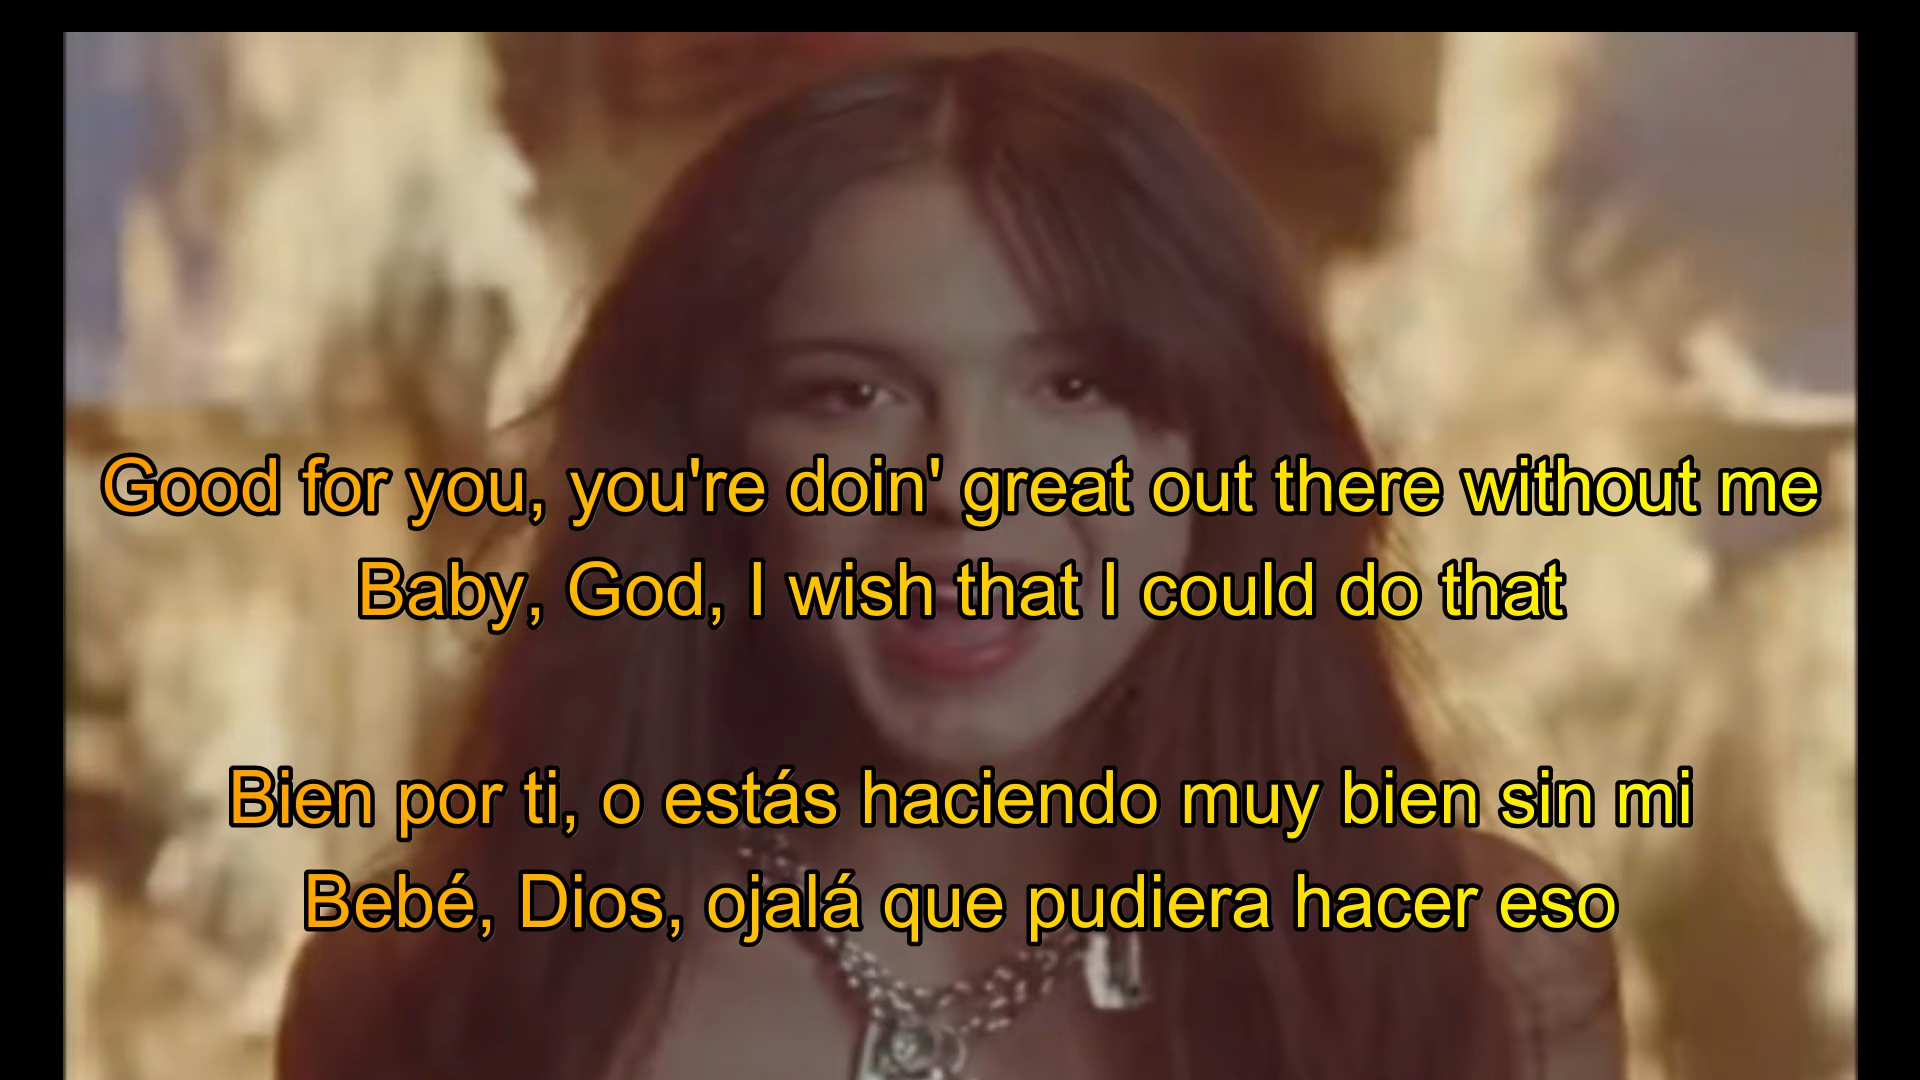 Good for you, you're doin' great out there without me
Baby, God, I wish that I could do that
Bien por ti, o estás haciendo muy bien sin mi
Bebé, Dios, ojalá que pudiera hacer eso